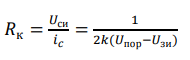 Rк = Uси / iс = 1 / 2k(Uпор−Uзи)